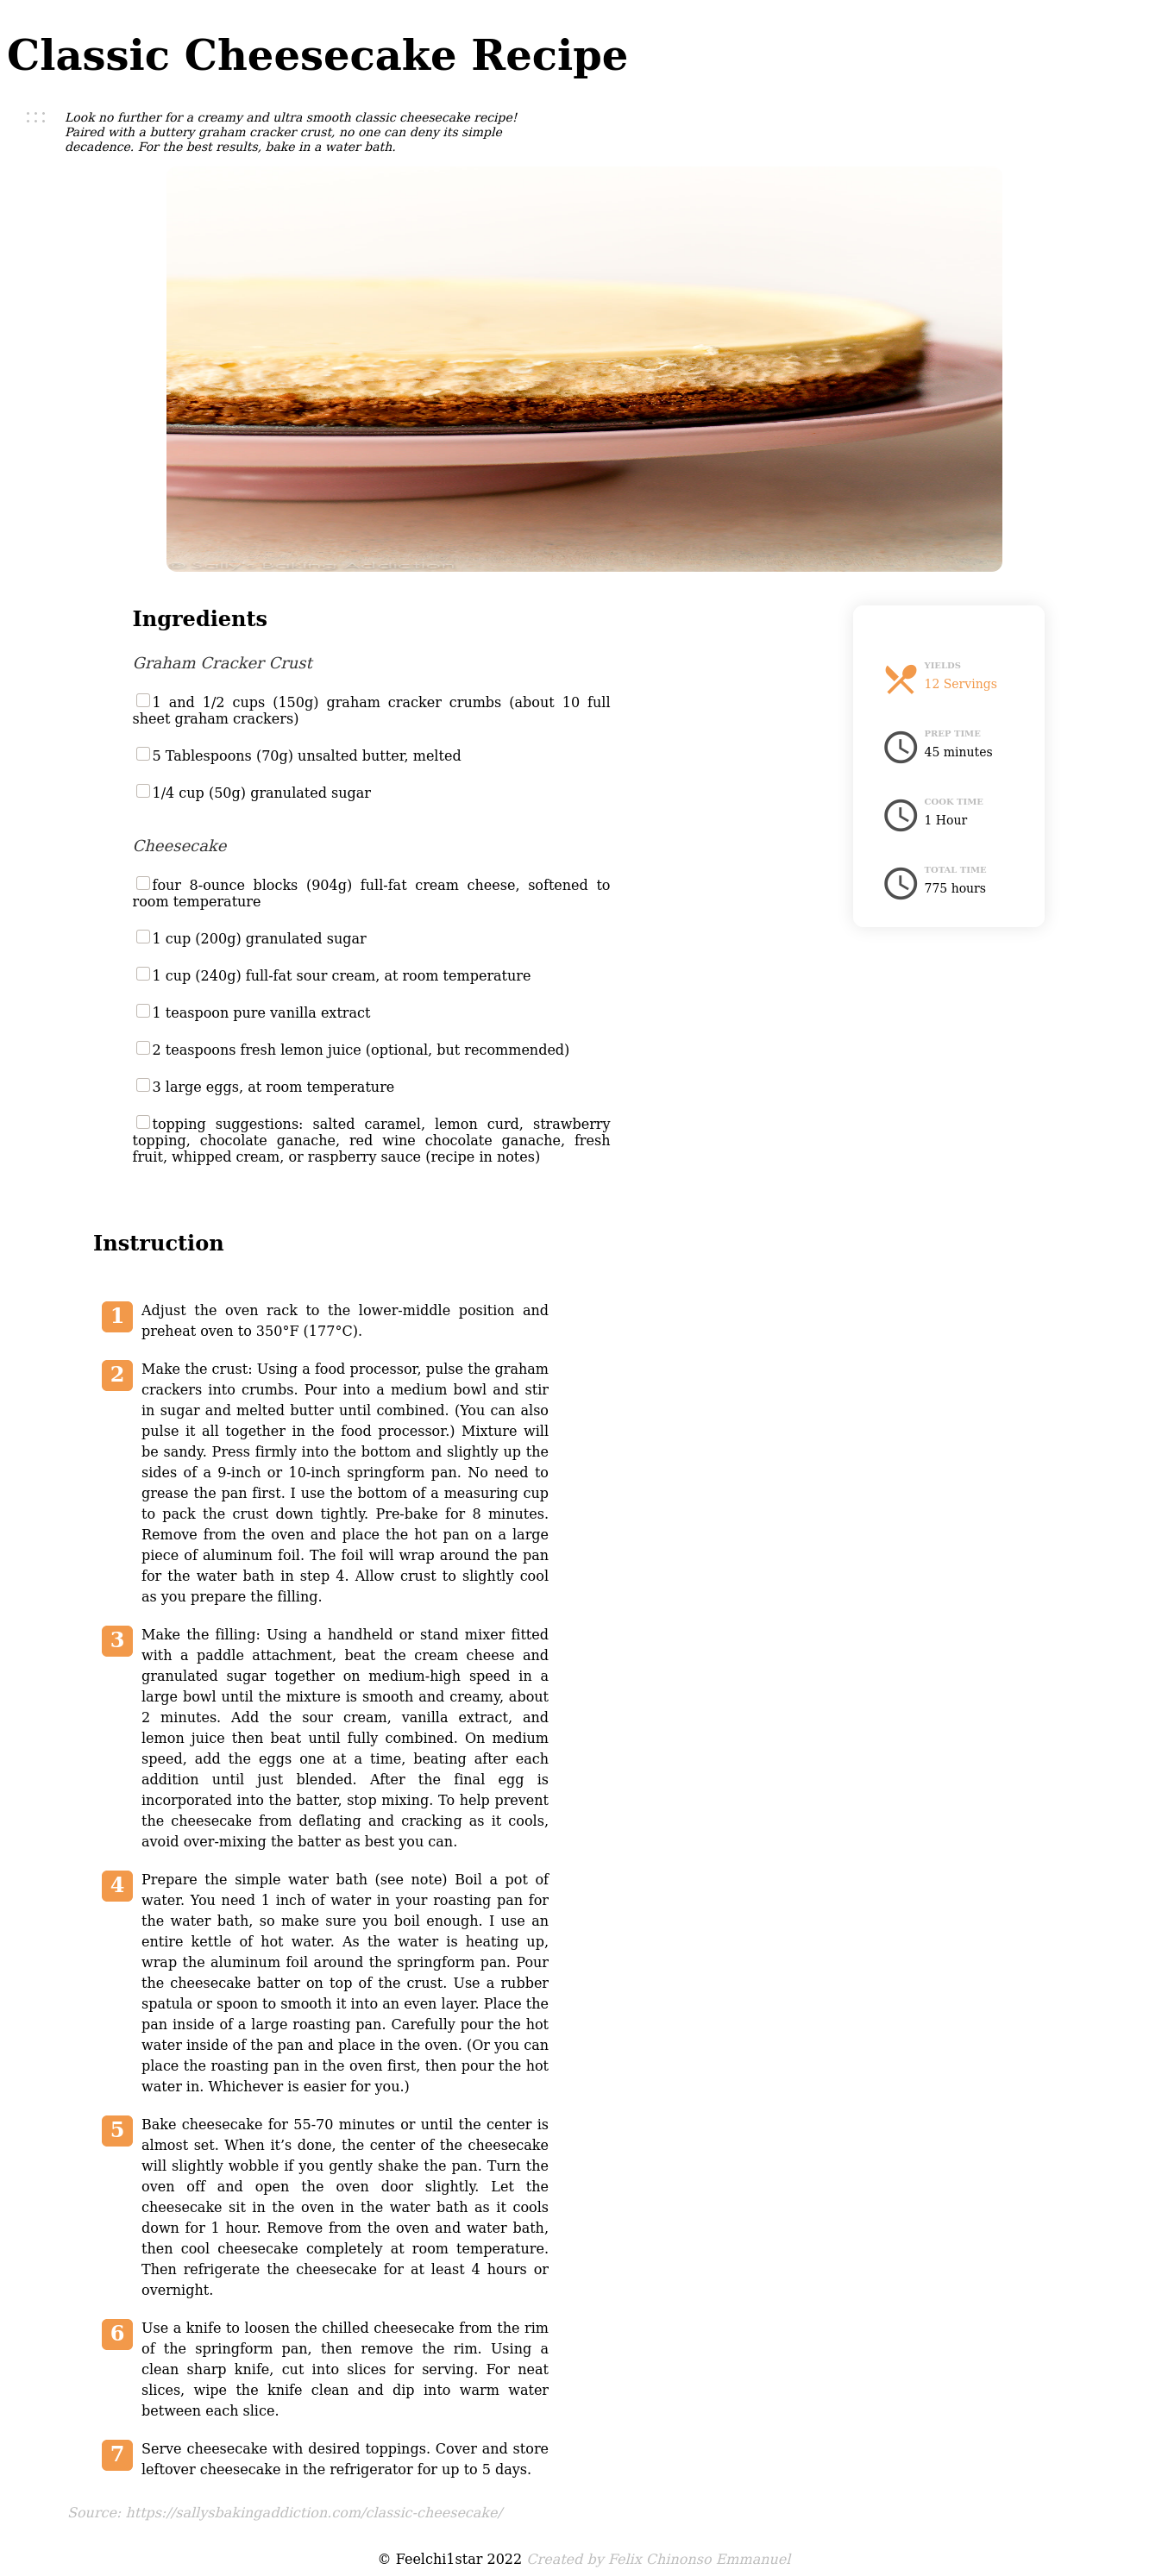 Classic Cheesecake Recipe
Look no further for a creamy and ultra smooth classic cheesecake recipe!
Paired with a buttery graham cracker crust, no one can deny its simple
decadence. For the best results, bake in a water bath.
© Sally's Baking Addiction
Ingredients
Graham Cracker Crust
1 and 1/2 cups (150g) graham cracker crumbs (about 10 full
sheet graham crackers)
5 Tablespoons (70g) unsalted butter, melted
1/4 cup (50g) granulated sugar
Cheesecake
four 8-ounce blocks (904g) full-fat cream cheese, softened to
room temperature
1 cup (200g) granulated sugar
1 cup (240g) full-fat sour cream, at room temperature
1 teaspoon pure vanilla extract
2 teaspoons fresh lemon juice (optional, but recommended)
3 large eggs, at room temperature
topping suggestions: salted caramel, lemon curd, strawberry
topping, chocolate ganache, red wine chocolate ganache, fresh
fruit, whipped cream, or raspberry sauce (recipe in notes)
YIELDS
12 Servings
PREP TIME
45 minutes
COOK TIME
1 Hour
TOTAL TIME
775 hours
Instruction
1 Adjust the oven rack to the lower-middle position and
preheat oven to 350°F (177°C).
2 Make the crust: Using a food processor, pulse the graham
crackers into crumbs. Pour into a medium bowl and stir
in sugar and melted butter until combined. (You can also
pulse it all together in the food processor.) Mixture will
be sandy. Press firmly into the bottom and slightly up the
sides of a 9-inch or 10-inch springform pan. No need to
grease the pan first. I use the bottom of a measuring cup
to pack the crust down tightly. Pre-bake for 8 minutes.
Remove from the oven and place the hot pan on a large
piece of aluminum foil. The foil will wrap around the pan
for the water bath in step 4. Allow crust to slightly cool
as you prepare the filling.
3 Make the filling: Using a handheld or stand mixer fitted
with a paddle attachment, beat the cream cheese and
granulated sugar together on medium-high speed in a
large bowl until the mixture is smooth and creamy, about
2 minutes. Add the sour cream, vanilla extract, and
lemon juice then beat until fully combined. On medium
speed, add the eggs one at a time, beating after each
addition until just blended. After the final egg is
incorporated into the batter, stop mixing. To help prevent
the cheesecake from deflating and cracking as it cools,
avoid over-mixing the batter as best you can.
4 Prepare the simple water bath (see note) Boil a pot of
water. You need 1 inch of water in your roasting pan for
the water bath, so make sure you boil enough. I use an
entire kettle of hot water. As the water is heating up,
wrap the aluminum foil around the springform pan. Pour
the cheesecake batter on top of the crust. Use a rubber
spatula or spoon to smooth it into an even layer. Place the
pan inside of a large roasting pan. Carefully pour the hot
water inside of the pan and place in the oven. (Or you can
place the roasting pan in the oven first, then pour the hot
water in. Whichever is easier for you.)
5 Bake cheesecake for 55-70 minutes or until the center is
almost set. When it’s done, the center of the cheesecake
will slightly wobble if you gently shake the pan. Turn the
oven off and open the oven door slightly. Let the
cheesecake sit in the oven in the water bath as it cools
down for 1 hour. Remove from the oven and water bath,
then cool cheesecake completely at room temperature.
Then refrigerate the cheesecake for at least 4 hours or
overnight.
6 Use a knife to loosen the chilled cheesecake from the rim
of the springform pan, then remove the rim. Using a
clean sharp knife, cut into slices for serving. For neat
slices, wipe the knife clean and dip into warm water
between each slice.
7 Serve cheesecake with desired toppings. Cover and store
leftover cheesecake in the refrigerator for up to 5 days.
Source: https://sallysbakingaddiction.com/classic-cheesecake/
© Feelchi1star 2022 Created by Felix Chinonso Emmanuel